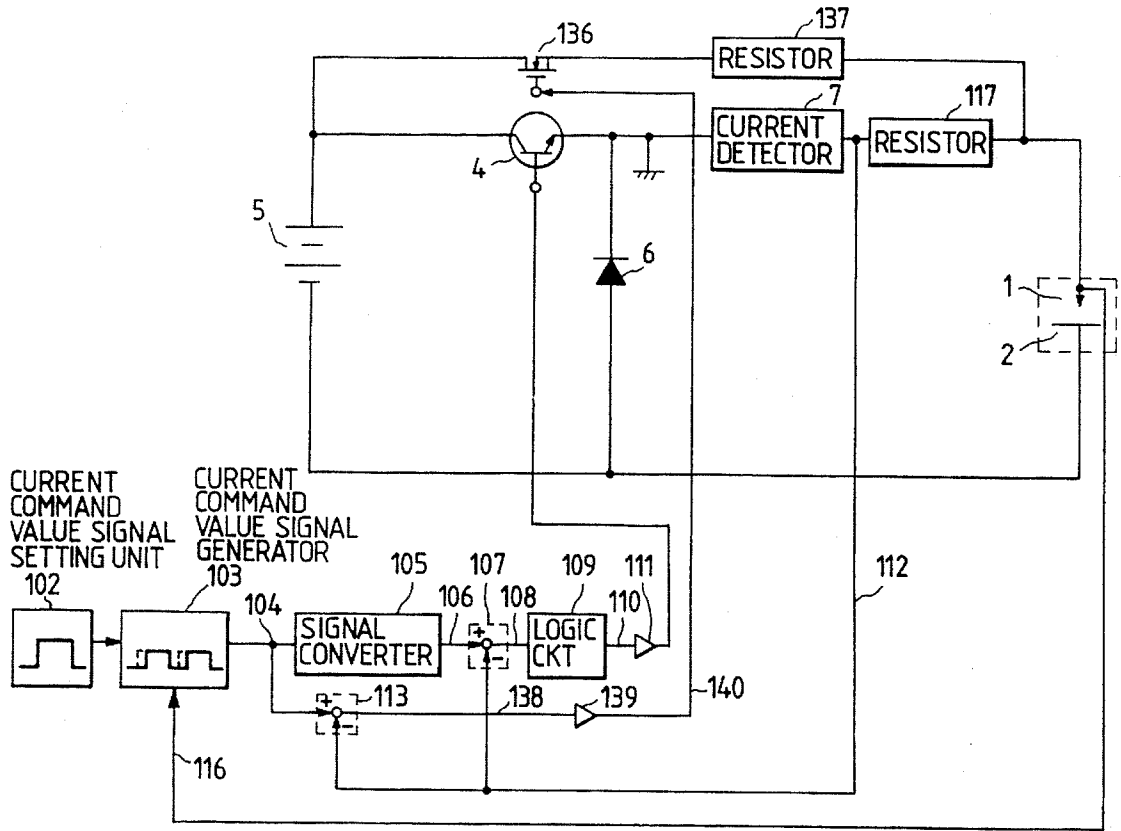 136
137
RESISTOR
7
117
CURRENT
DETECTOR
RESISTOR
4
5
6
1
2
CURRENT
COMMAND
VALUE SIGNAL
SETTING UNIT
CURRENT
COMMAND
VALUE SIGNAL
GENERATOR
102
103
104
105
106
107
108
109
110
111
112
SIGNAL
CONVERTER
+
-
LOGIC
CKT
+
-
113
138
139
140
116